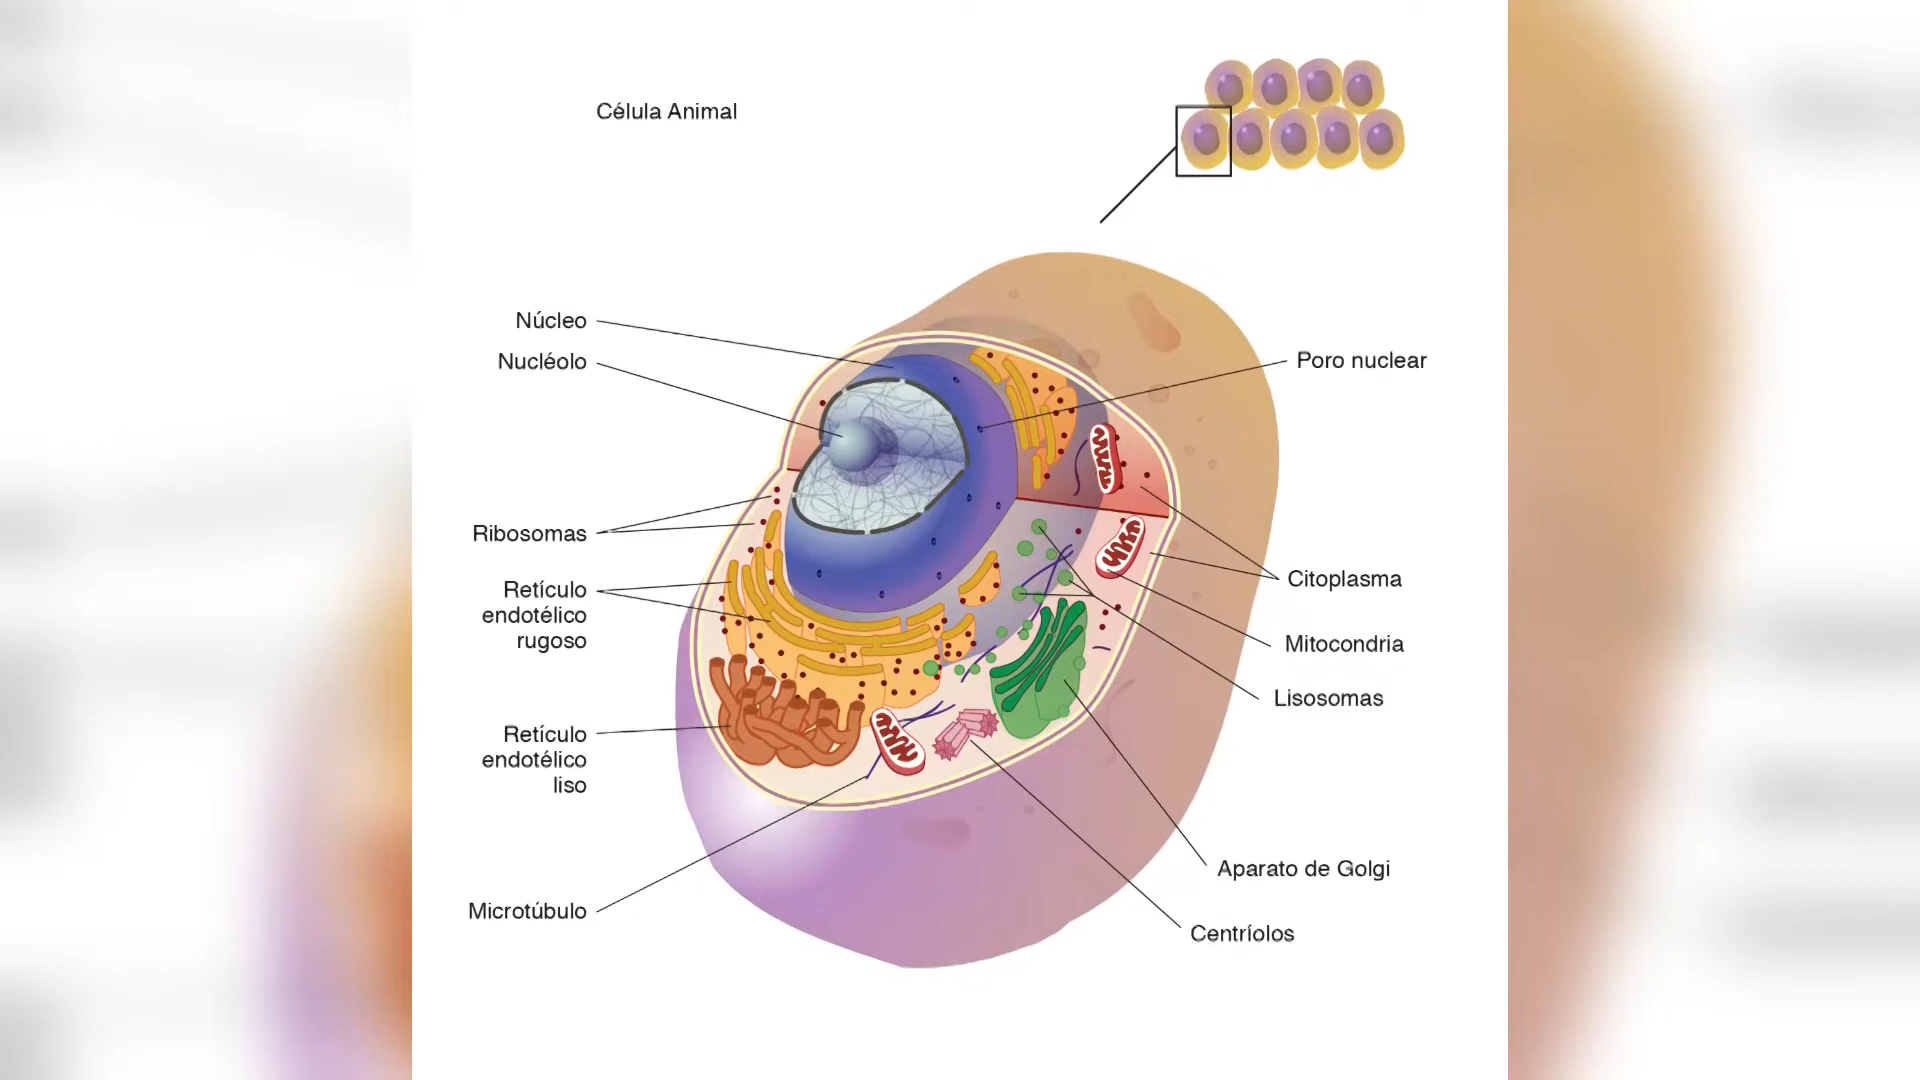 Célula Animal
Núcleo
Nucléolo
Poro nuclear
Ribosomas
Retículo
endotélico
rugoso
Citoplasma
Mitocondria
Lisosomas
Retículo
endotélico
liso
Aparato de Golgi
Microtúbulo
Centríolos